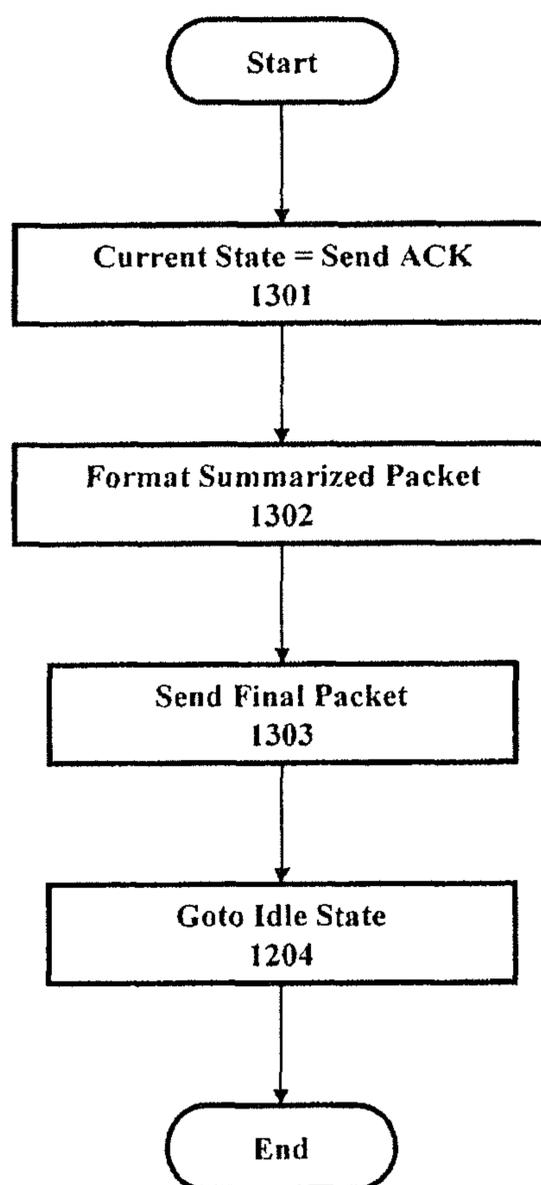 Start
Current State = Send ACK
1301
Format Summarized Packet
1302
Send Final Packet
1303
Goto Idle State
1204
End